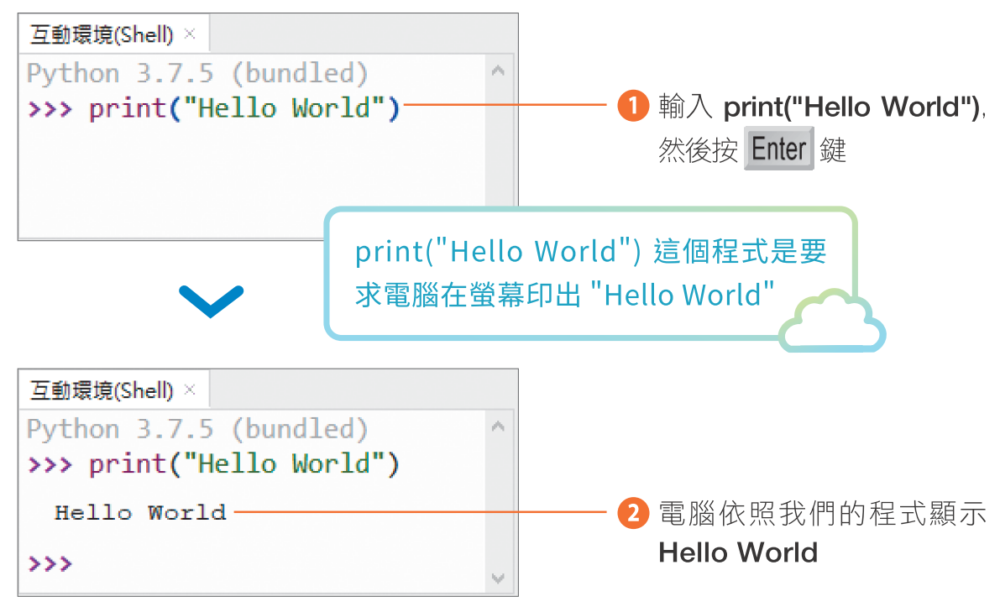 互動環境(Shell) ×
Python 3.7.5 (bundled)
>>> print("Hello World")
1 輸入 print("Hello World"),
然後按 Enter 鍵
print("Hello World") 這個程式是要
求電腦在螢幕印出 "Hello World"
互動環境(Shell) ×
Python 3.7.5 (bundled)
>>> print("Hello World")
Hello World
>>>
2 電腦依照我們的程式顯示
Hello World